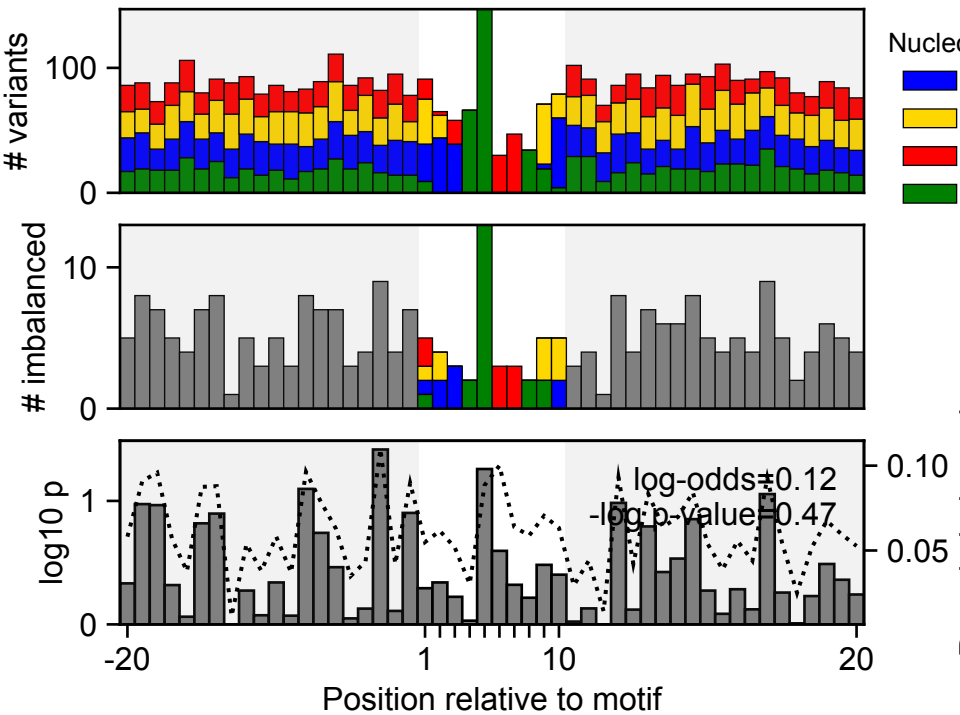 # variants
100
0
Nucleo
# imbalanced
10
0
log10 p
1
0
log-odds=0.12
-log p-value=0.47
0.10
0.05
-20
1
10
20
Position relative to motif